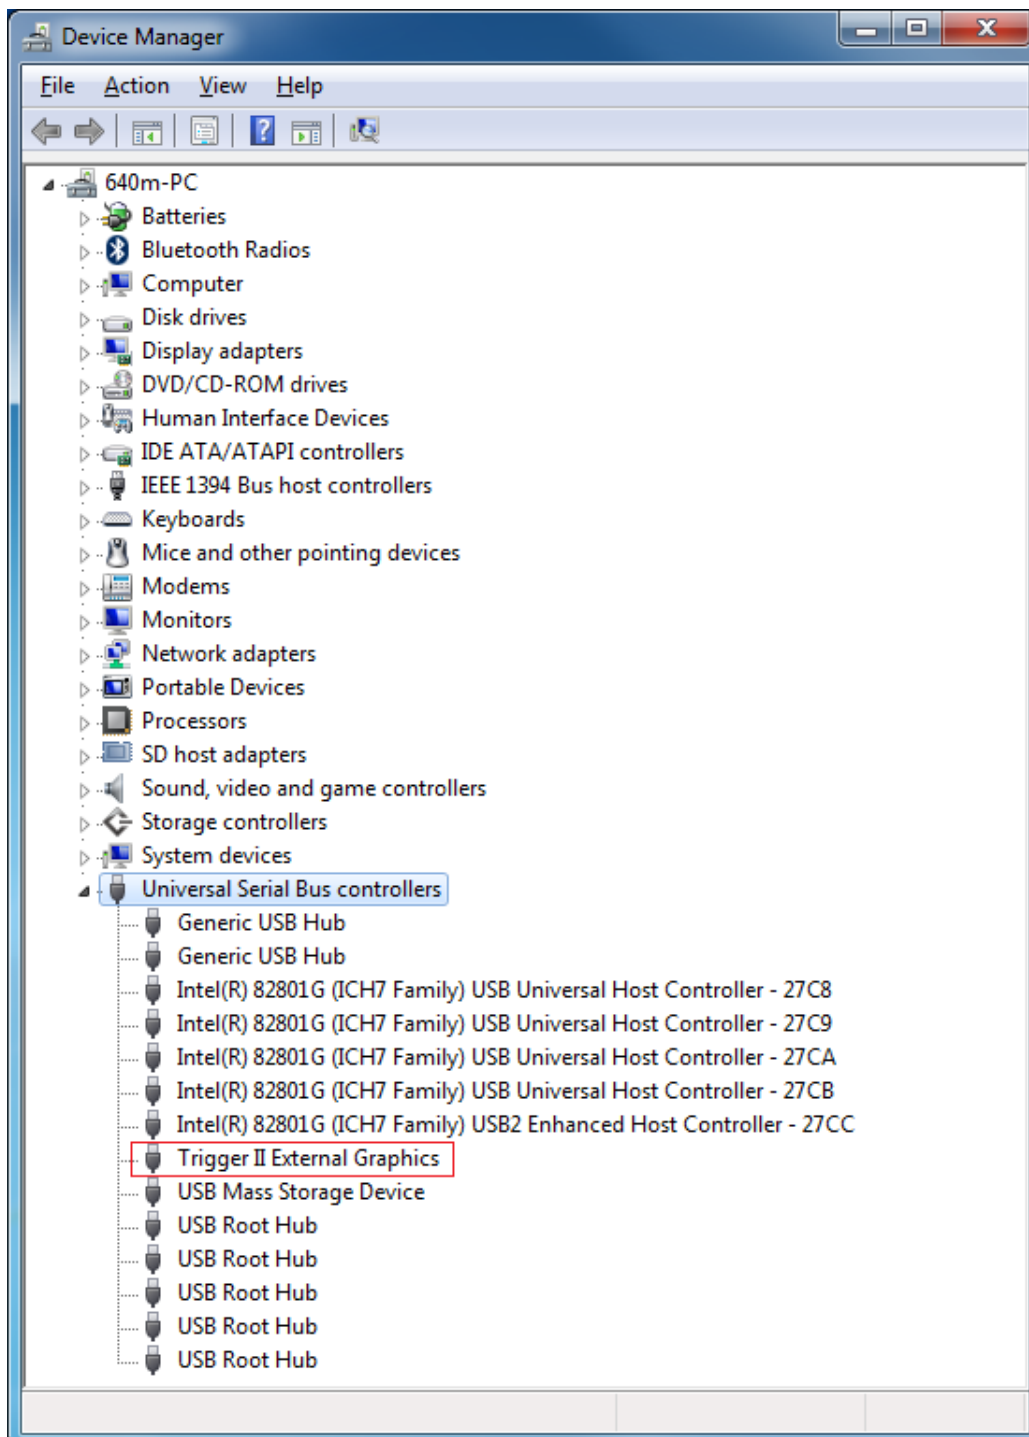 Device Manager
File Action View Help
640m-PC
Batteries
Bluetooth Radios
Computer
Disk drives
Display adapters
DVD/CD-ROM drives
Human Interface Devices
IDE ATA/ATAPI controllers
IEEE 1394 Bus host controllers
Keyboards
Mice and other pointing devices
Modems
Monitors
Network adapters
Portable Devices
Processors
SD host adapters
Sound, video and game controllers
Storage controllers
System devices
Universal Serial Bus controllers
Generic USB Hub
Generic USB Hub
Intel(R) 82801G (ICH7 Family) USB Universal Host Controller - 27C8
Intel(R) 82801G (ICH7 Family) USB Universal Host Controller - 27C9
Intel(R) 82801G (ICH7 Family) USB Universal Host Controller - 27CA
Intel(R) 82801G (ICH7 Family) USB Universal Host Controller - 27CB
Intel(R) 82801G (ICH7 Family) USB2 Enhanced Host Controller - 27CC
Trigger II External Graphics
USB Mass Storage Device
USB Root Hub
USB Root Hub
USB Root Hub
USB Root Hub
USB Root Hub